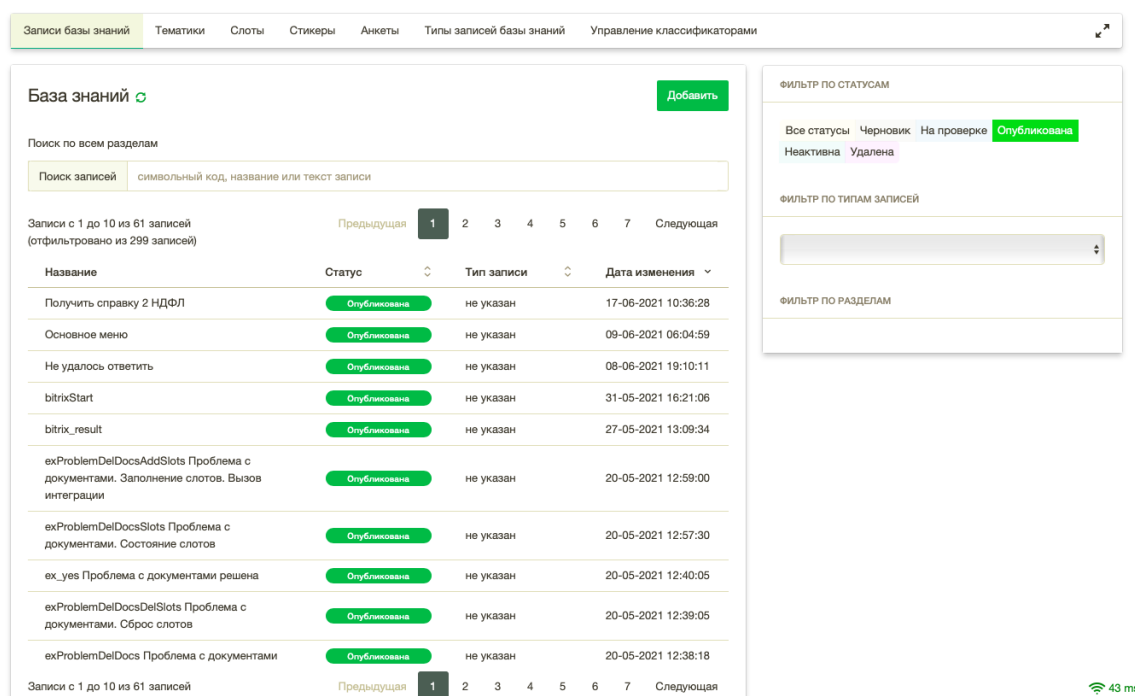 Записи базы знаний Тематики Слоты Стикеры Анкеты Типы записей базы знаний Управление классификаторами
База знаний
Добавить
Поиск по всем разделам
Поиск записей символьный код, название или текст записи
Записи с 1 до 10 из 61 записей
(отфильтровано из 299 записей)
Предыдущая 1 2 3 4 5 6 7 Следующая
Название Статус Тип записи Дата изменения
Получить справку 2 НДФЛ Опубликована не указан 17-06-2021 10:36:28
Основное меню Опубликована не указан 09-06-2021 06:04:59
Не удалось ответить Опубликована не указан 08-06-2021 19:10:11
bitrixStart Опубликована не указан 31-05-2021 16:21:06
bitrix_result Опубликована не указан 27-05-2021 13:09:34
exProblemDelDocsAddSlots Проблема с
документами. Заполнение слотов. Вызов
интеграции
Опубликована не указан 20-05-2021 12:59:00
exProblemDelDocsSlots Проблема с
документами. Состояние слотов
Опубликована не указан 20-05-2021 12:57:30
ex_yes Проблема с документами решена Опубликована не указан 20-05-2021 12:40:05
exProblemDelDocsDelSlots Проблема с
документами. Сброс слотов
Опубликована не указан 20-05-2021 12:39:05
exProblemDelDocs Проблема с документами Опубликована не указан 20-05-2021 12:38:18
Записи с 1 до 10 из 61 записей Предыдущая 1 2 3 4 5 6 7 Следующая
ФИЛЬТР ПО СТАТУСАМ
Все статусы Черновик На проверке Опубликована
Неактивна Удалена
ФИЛЬТР ПО ТИПАМ ЗАПИСЕЙ
ФИЛЬТР ПО РАЗДЕЛАМ
43